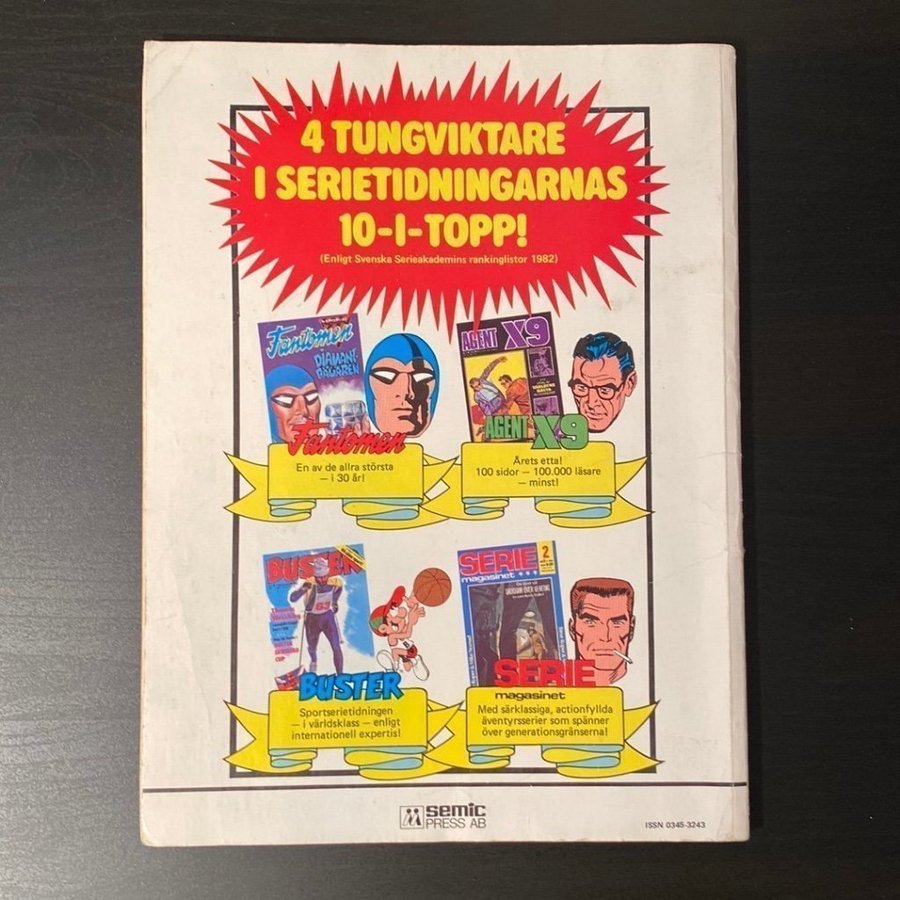 4 TUNGVIKTARE
I SERIETIDNINGARNAS
10-I-TOPP!
(Enligt Svenska Serieakademins rankinglistor 1982)
Fantomen
DIAMANT-
Fantomen
En av de allra största
– i 30 år!
AGENT X9
AGENT X9
Årets etta!
100 sidor – 100.000 läsare
– minst!
BUSTER
53
CUP
BUSTER
Sportserietidningen
– i världsklass – enligt
internationell expertis!
SERIE 2
magasinet
SERIE
magasinet
Med särklassiga, actionfyllda
äventyrsserier som spänner
över generationsgränserna!
semic
PRESS AB
ISSN 0345-3243